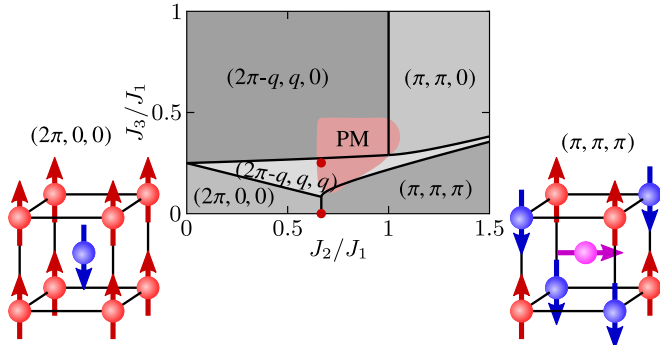 1
(2π-q, q, 0)
(π, π, 0)
J₃/J₁
0.5
PM
(2π, 0, 0)
(2π-q, q, q)
(π, π, π)
(2π, 0, 0)
(π, π, π)
0
0
0.5
1
1.5
J₂/J₁